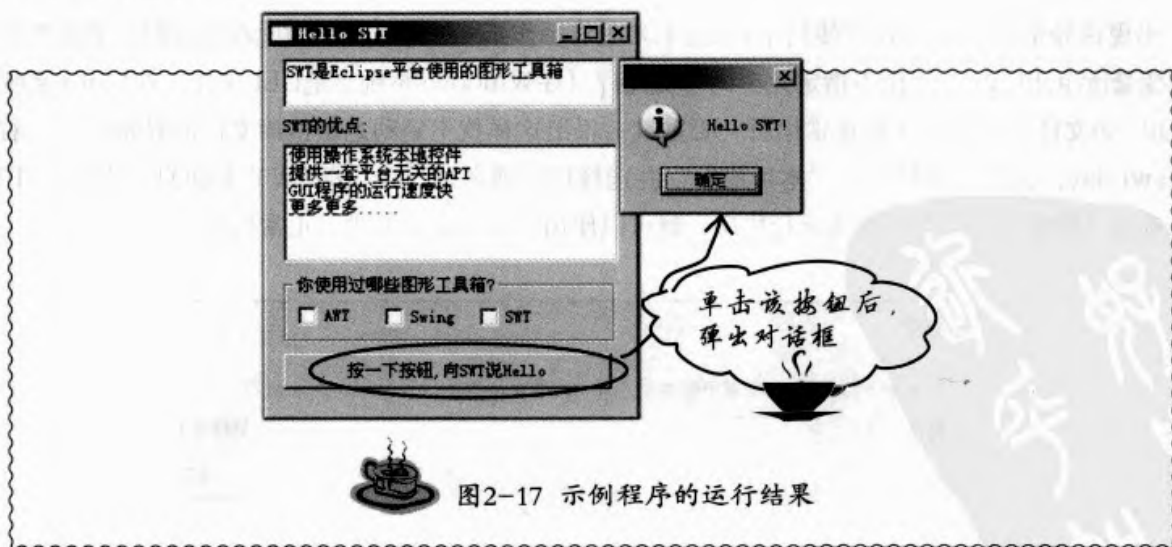 Hello SWT
SWT是Eclipse平台使用的图形工具箱
SWT的优点:
使用操作系统本地控件
提供一套平台无关的API
GUI程序的运行速度快
更多更多......
你使用过哪些图形工具箱?
AWT Swing SWT
按一下按钮,向SWT说Hello
Hello SWT!
确定
单击该按钮后,
弹出对话框
图2-17 示例程序的运行结果